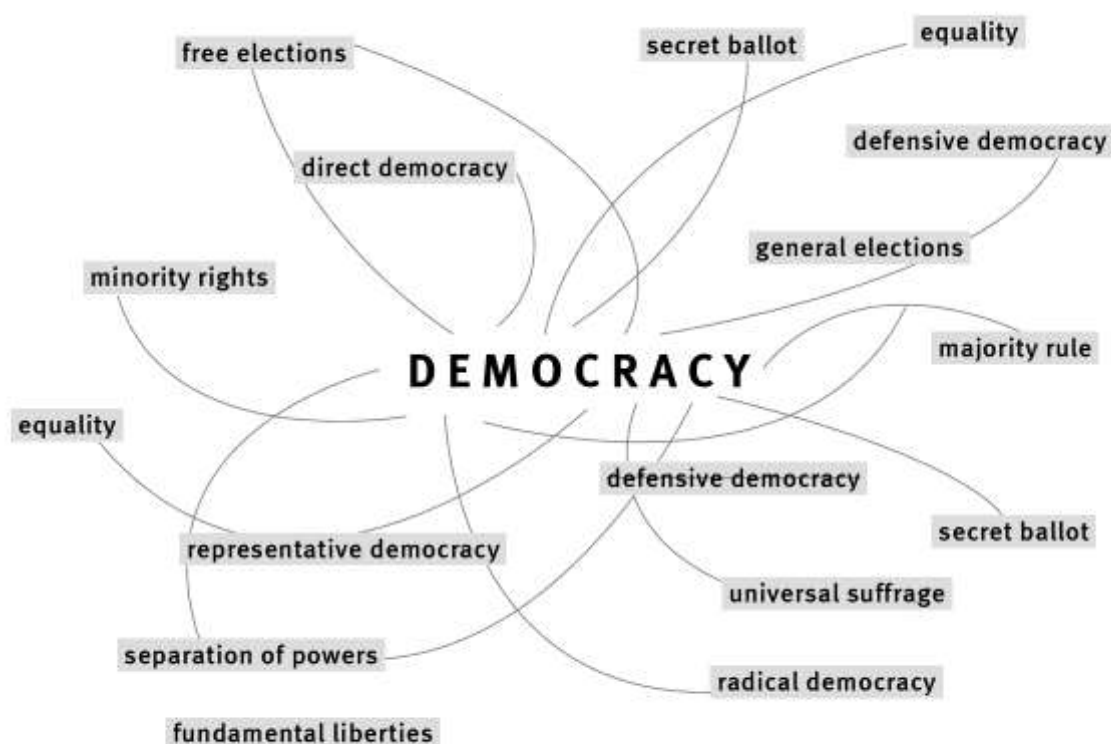 free elections
secret ballot
equality
direct democracy
defensive democracy
general elections
minority rights
majority rule
DEMOCRACY
equality
defensive democracy
secret ballot
representative democracy
universal suffrage
separation of powers
radical democracy
fundamental liberties